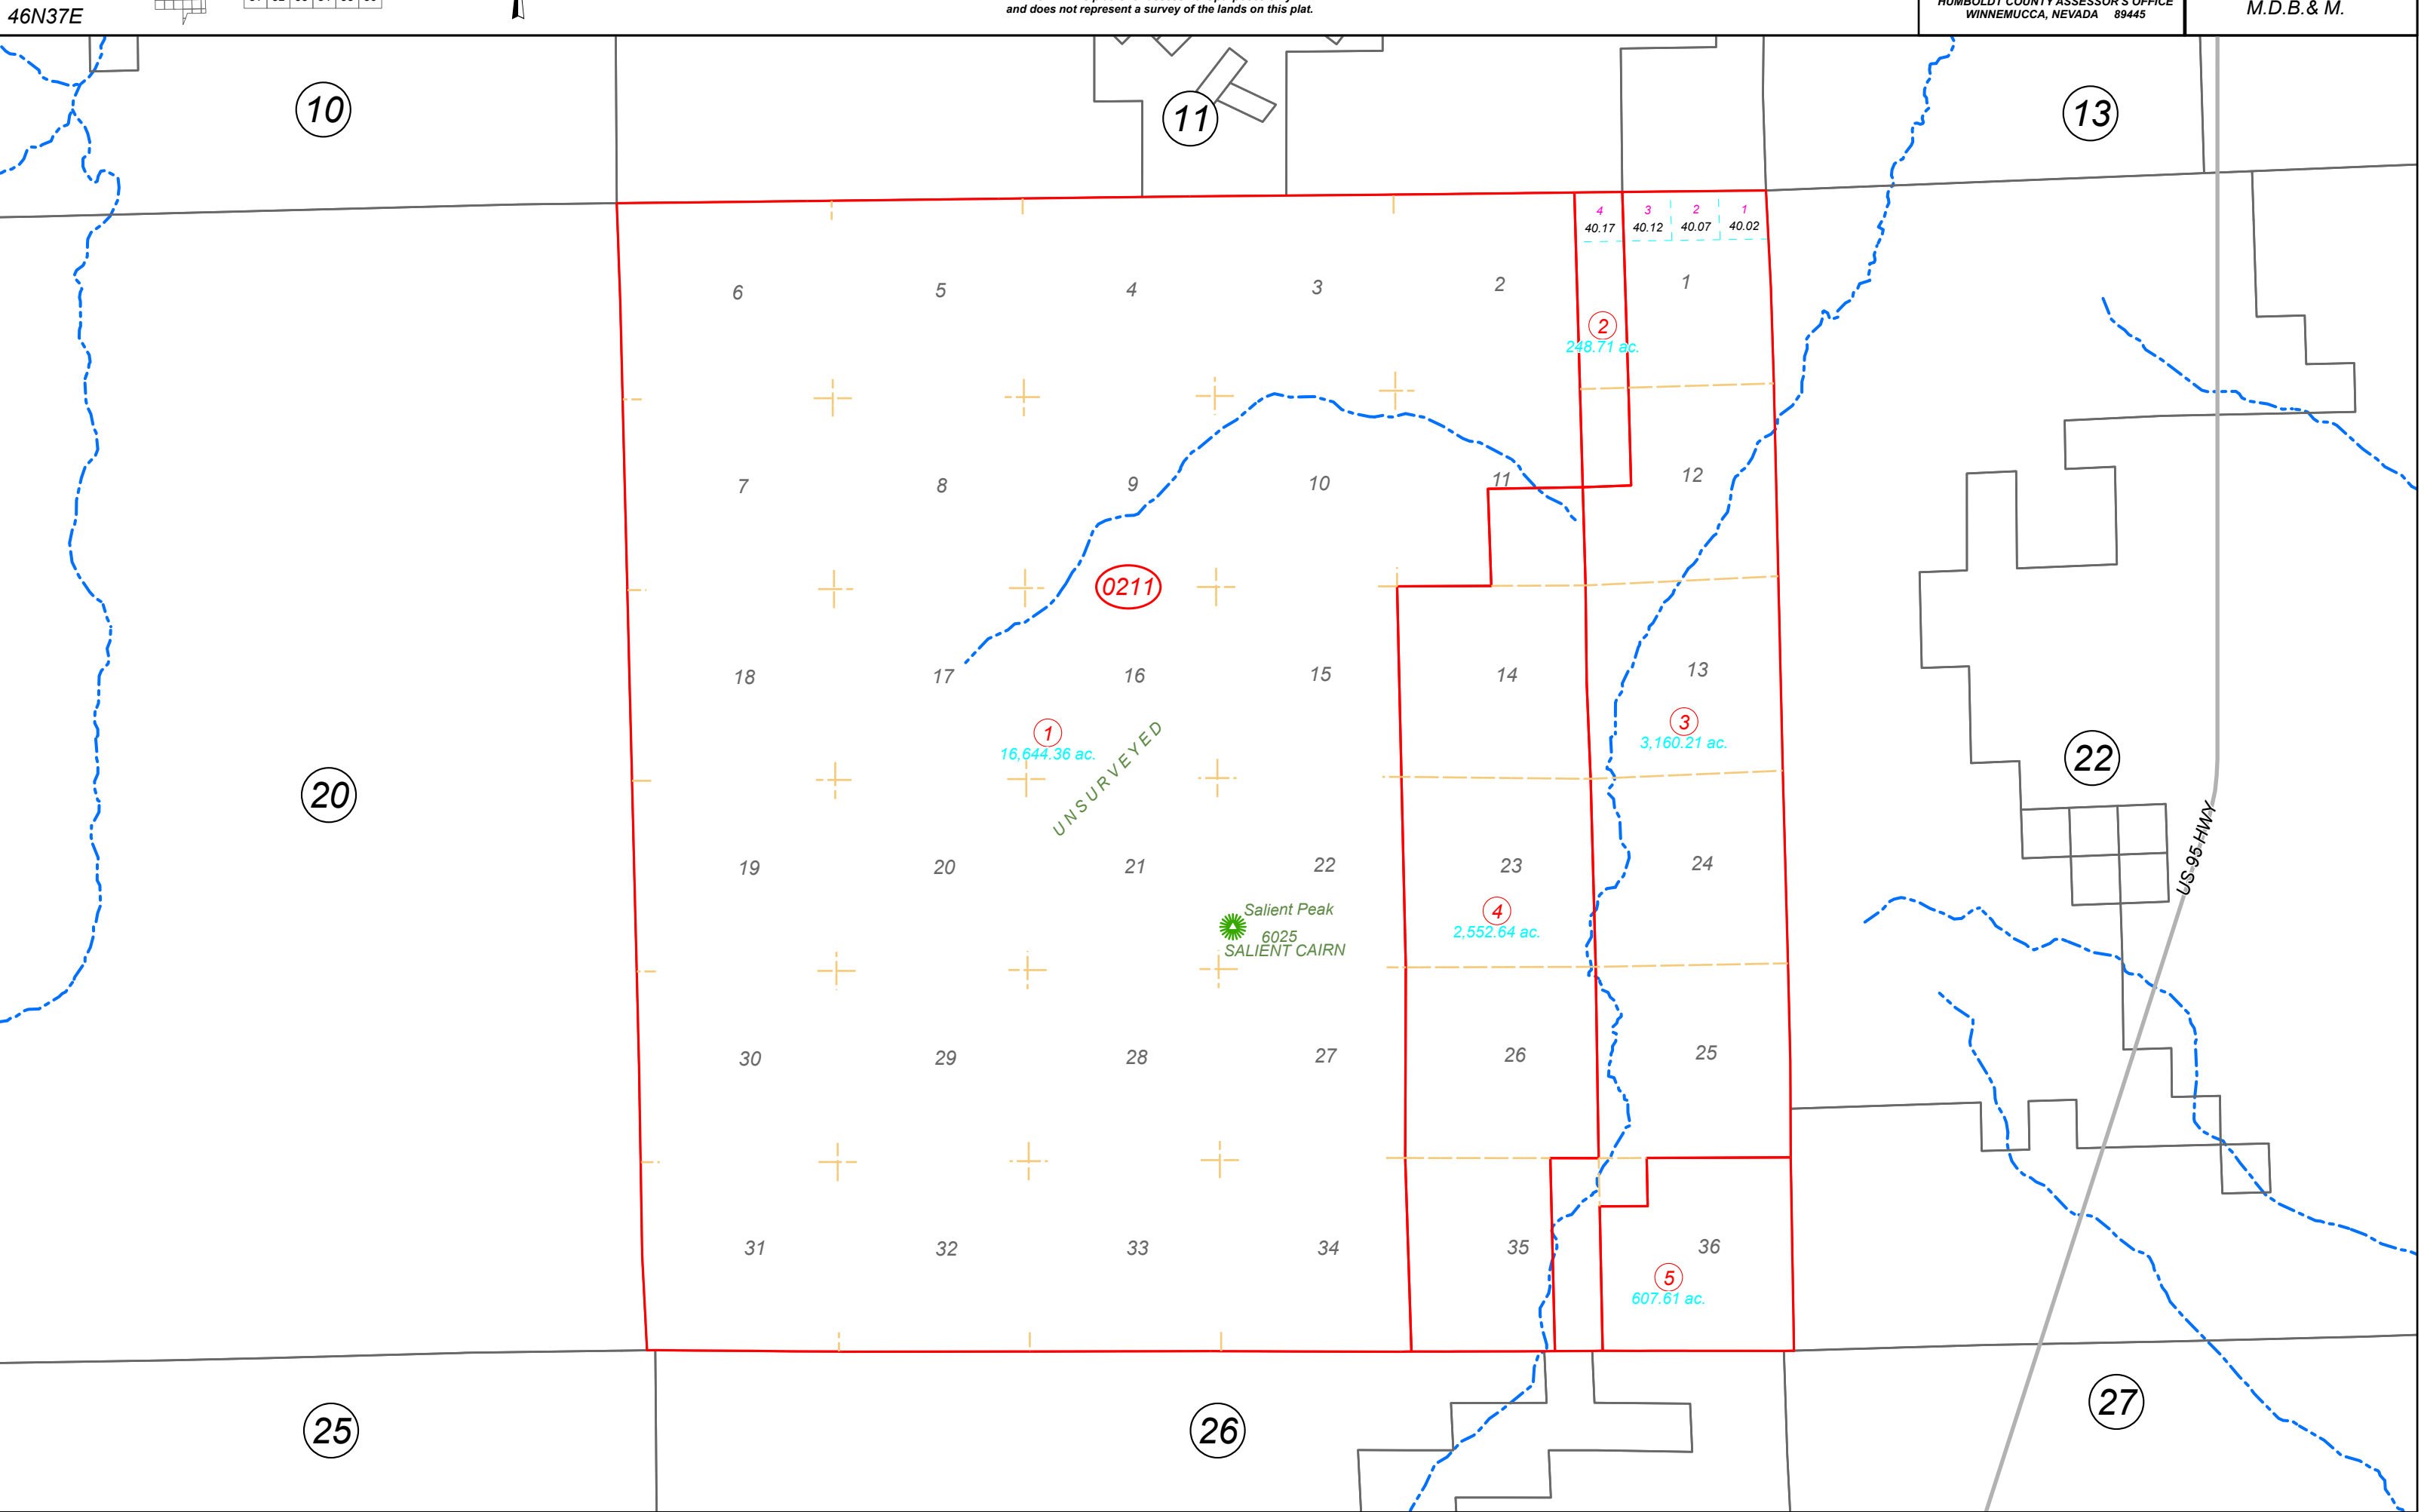 46N37E
and does not represent a survey of the lands on this plat.
HUMBOLDT COUNTY ASSESSOR'S OFFICE
WINNEMUCCA, NEVADA 89445
M.D.B.& M.
10
11
13
4 3 2 1
40.17 40.12 40.07 40.02
6 5 4 3 2 1
2
248.71 ac.
7 8 9 10 11 12
0211
18 17 16 15 14 13
1
16,644.36 ac.
UNSURVEYED
3
3,160.21 ac.
20
22
US 95 HWY
19 20 21 22 23 24
Salient Peak
6025
SALIENT CAIRN
4
2,552.64 ac.
30 29 28 27 26 25
31 32 33 34 35 36
5
607.61 ac.
25
26
27